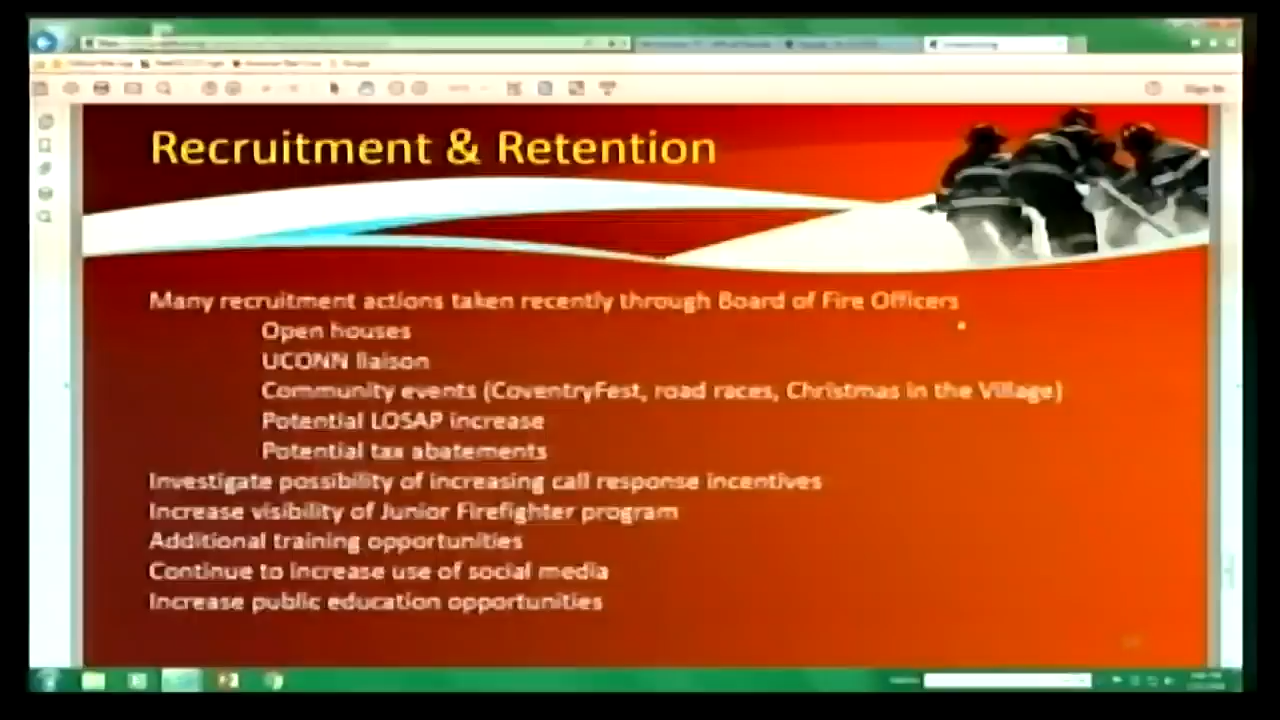 Sign In
Recruitment & Retention
Many recruitment actions taken recently through Board of Fire Officers
Open houses
UCONN liaison
Community events (CoventryFest, road races, Christmas in the Village)
Potential LOSAP increase
Potential tax abatements
Investigate possibility of increasing call response incentives
Increase visibility of Junior Firefighter program
Additional training opportunities
Continue to increase use of social media
Increase public education opportunities